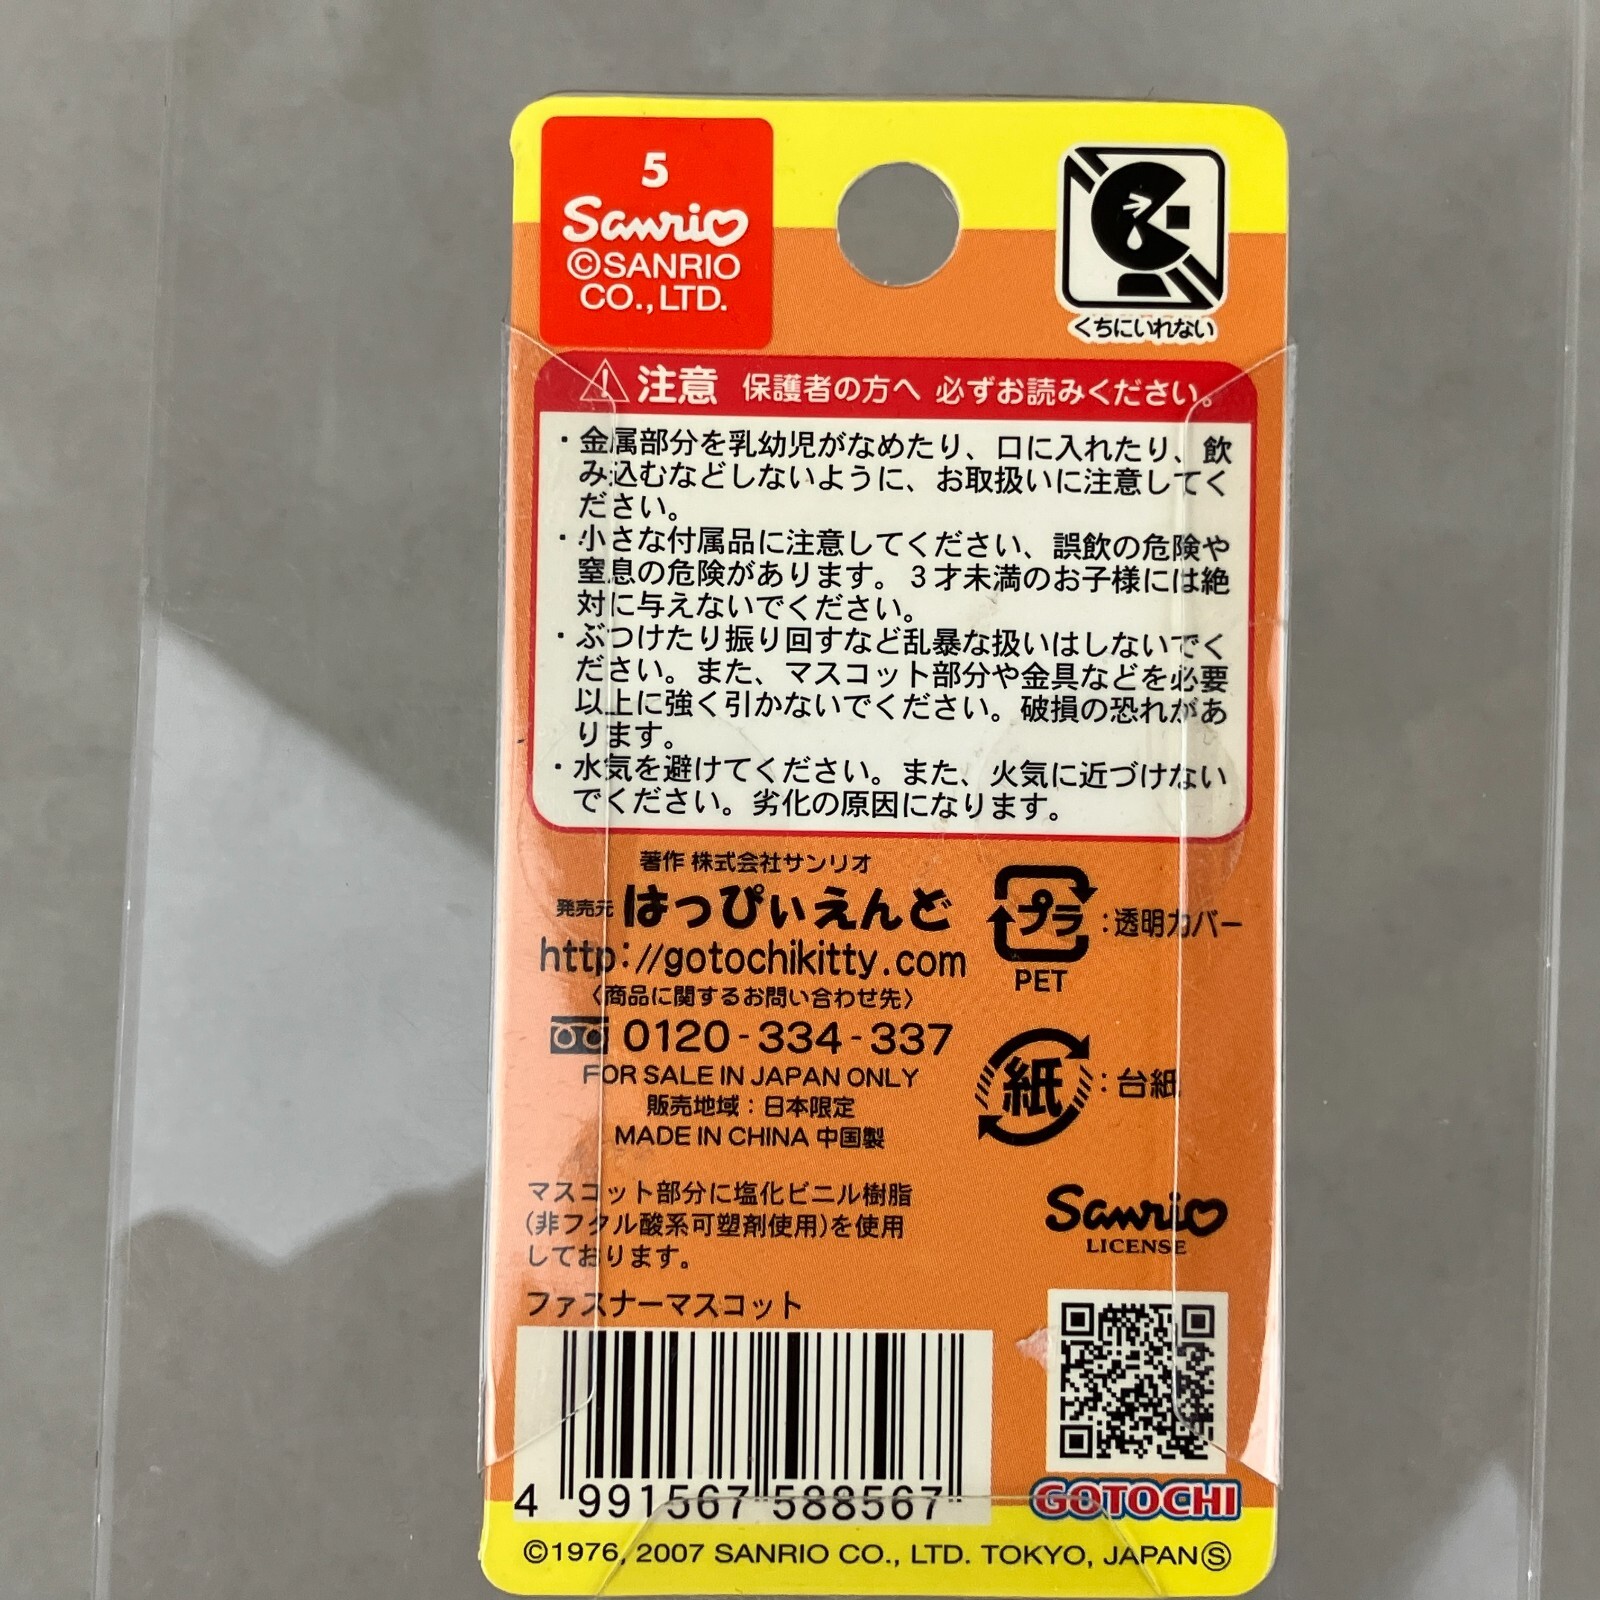 5
Sanrio
©SANRIO
CO.,LTD.
くちにいれない
注意 保護者の方へ 必ずお読みください。
・金属部分を乳幼児がなめたり、口に入れたり、飲
み込むなどしないように、お取扱いに注意してく
ださい。
・小さな付属品に注意してください、誤飲の危険や
窒息の危険があります。3才未満のお子様には絶
対に与えないでください。
・ぶつけたり振り回すなど乱暴な扱いはしないでく
ださい。また、マスコット部分や金具などを必要
以上に強く引かないでください。破損の恐れがあ
ります。
・水気を避けてください。また、火気に近づけない
でください。劣化の原因になります。
著作 株式会社サンリオ
発売元 はっぴぃえんど
http://gotochikitty.com
〈商品に関するお問い合わせ先〉
0120-334-337
FOR SALE IN JAPAN ONLY
販売地域：日本限定
MADE IN CHINA 中国製
プラ：透明カバー
PET
紙：台紙
マスコット部分に塩化ビニル樹脂
(非フタル酸系可塑剤使用)を使用
しております。
Sanrio
LICENSE
ファスナーマスコット
4 991567 588567
GOTOCHI
©1976, 2007 SANRIO CO., LTD. TOKYO, JAPAN Ⓢ